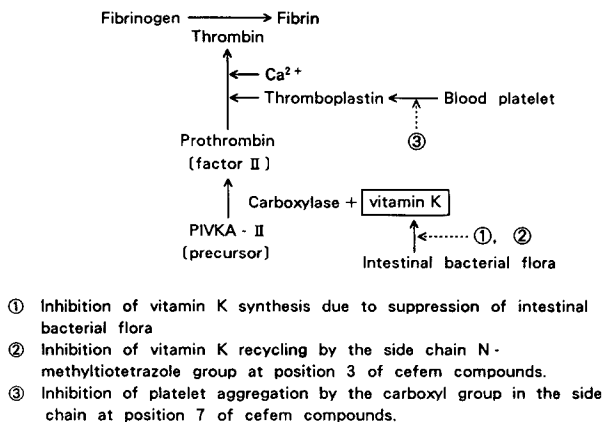 Fibrinogen → Fibrin
Thrombin
Ca²⁺
Thromboplastin ← Blood platelet
③
Prothrombin
(factor II)
Carboxylase + vitamin K
PIVKA - II
(precursor)
①, ②
Intestinal bacterial flora
① Inhibition of vitamin K synthesis due to suppression of intestinal
bacterial flora
② Inhibition of vitamin K recycling by the side chain N -
methyltiotetrazole group at position 3 of cefem compounds.
③ Inhibition of platelet aggregation by the carboxyl group in the side
chain at position 7 of cefem compounds.